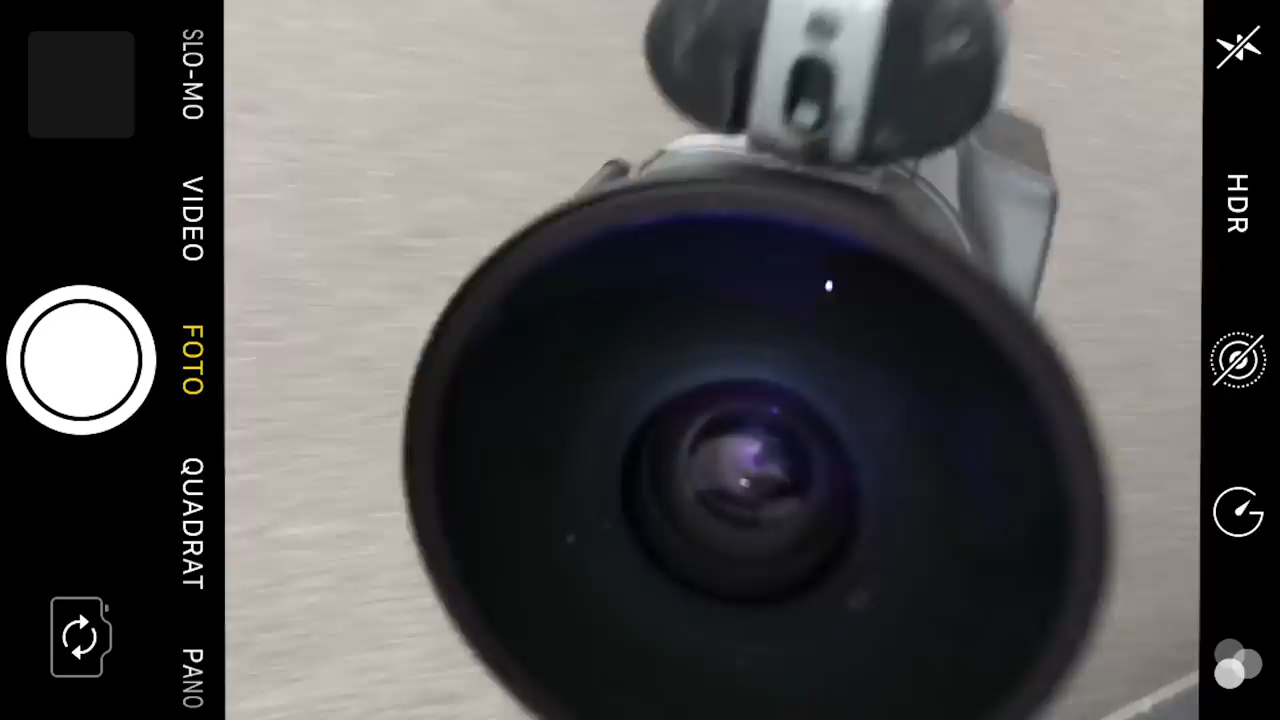 SLO-MO
VIDEO
FOTO
QUADRAT
PANO
HDR